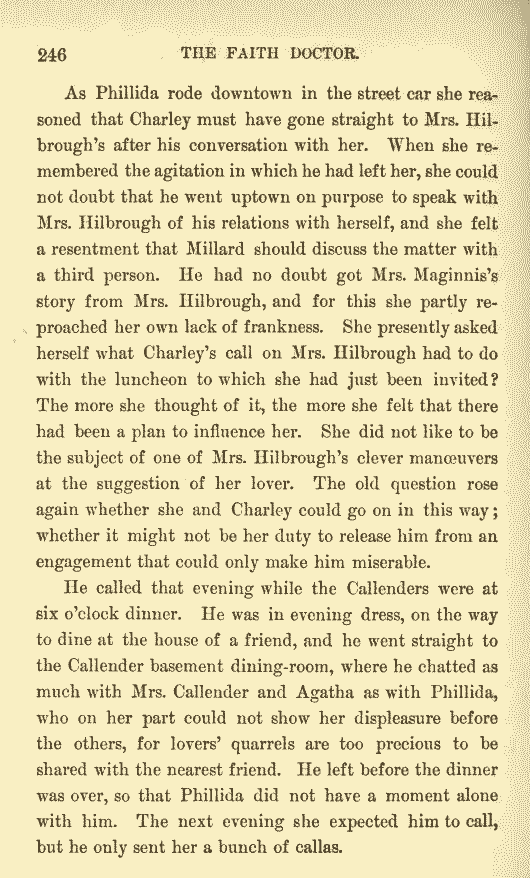 246 THE FAITH DOCTOR.
As Phillida rode downtown in the street car she rea-
soned that Charley must have gone straight to Mrs. Hil-
brough's after his conversation with her. When she re-
membered the agitation in which he had left her, she could
not doubt that he went uptown on purpose to speak with
Mrs. Hilbrough of his relations with herself, and she felt
a resentment that Millard should discuss the matter with
a third person. He had no doubt got Mrs. Maginnis's
story from Mrs. Hilbrough, and for this she partly re-
proached her own lack of frankness. She presently asked
herself what Charley's call on Mrs. Hilbrough had to do
with the luncheon to which she had just been invited?
The more she thought of it, the more she felt that there
had been a plan to influence her. She did not like to be
the subject of one of Mrs. Hilbrough's clever manœuvers
at the suggestion of her lover. The old question rose
again whether she and Charley could go on in this way;
whether it might not be her duty to release him from an
engagement that could only make him miserable.
He called that evening while the Callenders were at
six o'clock dinner. He was in evening dress, on the way
to dine at the house of a friend, and he went straight to
the Callender basement dining-room, where he chatted as
much with Mrs. Callender and Agatha as with Phillida,
who on her part could not show her displeasure before
the others, for lovers' quarrels are too precious to be
shared with the nearest friend. He left before the dinner
was over, so that Phillida did not have a moment alone
with him. The next evening she expected him to call,
but he only sent her a bunch of callas.